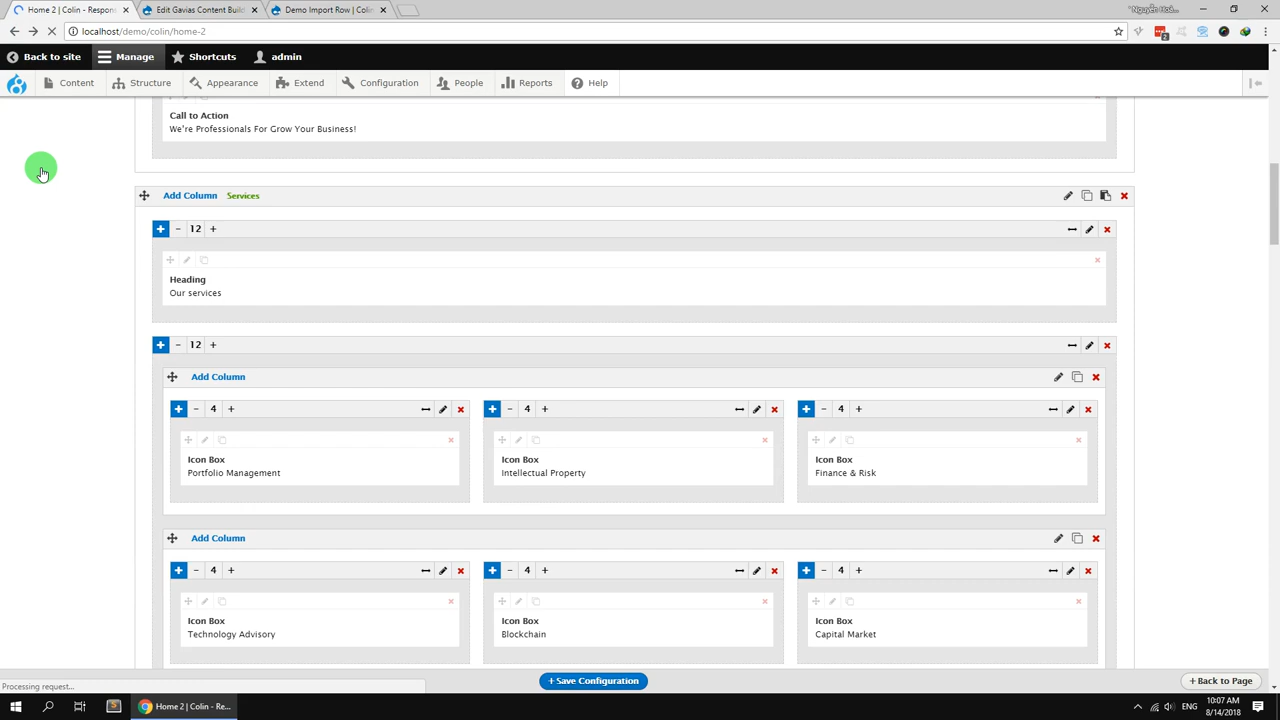 Home 2 | Colin - Respon
Edit Gavias Content Buil
Demo Import Row | Colin
localhost/demo/colin/home-2
Back to site
Manage
Shortcuts
admin
Content
Structure
Appearance
Extend
Configuration
People
Reports
Help
Call to Action
We're Professionals For Grow Your Business!
Add Column Services
12
Heading
Our services
12
Add Column
4 4 4
Icon Box Icon Box Icon Box
Portfolio Management Intellectual Property Finance & Risk
Add Column
4 4 4
Icon Box Icon Box Icon Box
Technology Advisory Blockchain Capital Market
Processing request...
+ Save Configuration
+ Back to Page
Home 2 | Colin - Re...
ENG
10:07 AM
8/14/2018